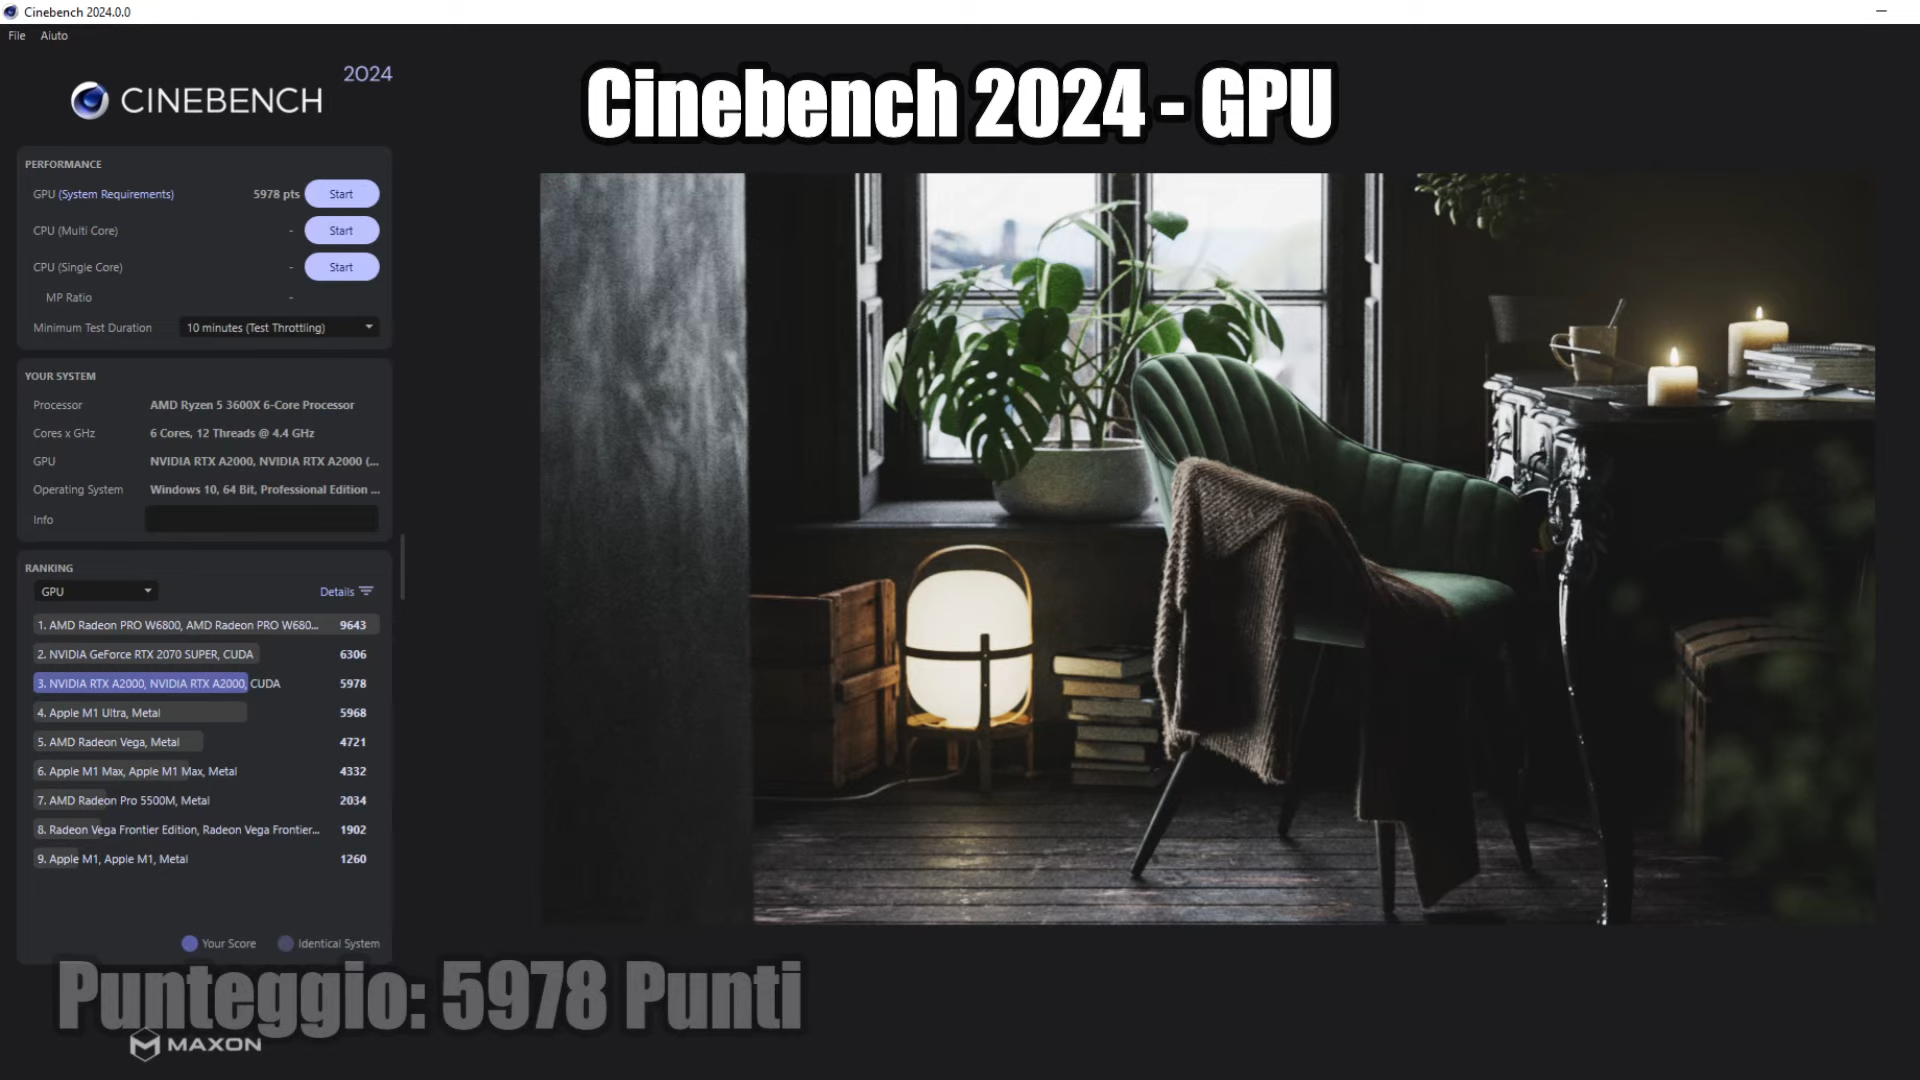 Cinebench 2024.0.0
File Aiuto
CINEBENCH 2024
Cinebench 2024 - GPU
PERFORMANCE
GPU (System Requirements) 5978 pts Start
CPU (Multi Core) - Start
CPU (Single Core) - Start
MP Ratio -
Minimum Test Duration 10 minutes (Test Throttling)
YOUR SYSTEM
Processor AMD Ryzen 5 3600X 6-Core Processor
Cores x GHz 6 Cores, 12 Threads @ 4.4 GHz
GPU NVIDIA RTX A2000, NVIDIA RTX A2000 (...
Operating System Windows 10, 64 Bit, Professional Edition ...
Info
RANKING
GPU Details
1. AMD Radeon PRO W6800, AMD Radeon PRO W680... 9643
2. NVIDIA GeForce RTX 2070 SUPER, CUDA 6306
3. NVIDIA RTX A2000, NVIDIA RTX A2000, CUDA 5978
4. Apple M1 Ultra, Metal 5968
5. AMD Radeon Vega, Metal 4721
6. Apple M1 Max, Apple M1 Max, Metal 4332
7. AMD Radeon Pro 5500M, Metal 2034
8. Radeon Vega Frontier Edition, Radeon Vega Frontier... 1902
9. Apple M1, Apple M1, Metal 1260
Your Score Identical System
Punteggio: 5978 Punti
MAXON